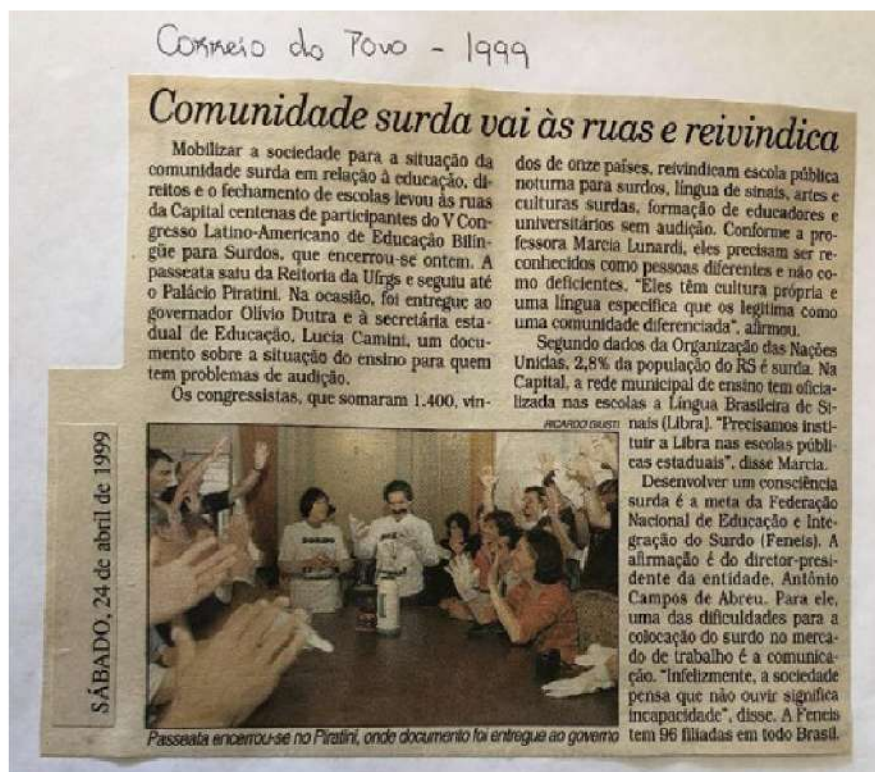 Correio do Povo - 1999
Comunidade surda vai às ruas e reivindica
Mobilizar a sociedade para a situação da
comunidade surda em relação à educação, di-
reitos e o fechamento de escolas levou às ruas
da Capital centenas de participantes do V Con-
gresso Latino-Americano de Educação Bilín-
güe para Surdos, que encerrou-se ontem. A
passeata saiu da Reitoria da Ufrgs e seguiu até
o Palácio Piratini. Na ocasião, foi entregue ao
governador Olívio Dutra e à secretária esta-
dual de Educação, Lucia Camini, um docu-
mento sobre a situação do ensino para quem
tem problemas de audição.
Os congressistas, que somaram 1.400, vin-
dos de onze países, reivindicam escola pública
noturna para surdos, língua de sinais, artes e
culturas surdas, formação de educadores e
universitários sem audição. Conforme a pro-
fessora Marcia Lunardi, eles precisam ser re-
conhecidos como pessoas diferentes e não co-
mo deficientes. "Eles têm cultura própria e
uma língua específica que os legitima como
uma comunidade diferenciada", afirmou.
Segundo dados da Organização das Nações
Unidas, 2,8% da população do RS é surda. Na
Capital, a rede municipal de ensino tem oficia-
lizada nas escolas a Língua Brasileira de Si-
nais (Libra). "Precisamos insti-
tuir a Libra nas escolas públi-
cas estaduais", disse Marcia.
Desenvolver um consciência
surda é a meta da Federação
Nacional de Educação e Inte-
gração do Surdo (Feneis). A
afirmação é do diretor-presi-
dente da entidade, Antônio
Campos de Abreu. Para ele,
uma das dificuldades para a
colocação do surdo no merca-
do de trabalho é a comunica-
ção. "Infelizmente, a sociedade
pensa que não ouvir significa
incapacidade", disse. A Feneis
tem 96 filiadas em todo Brasil.
RICARDO GIUSTI
SURDO
Passeata encerrou-se no Piratini, onde documento foi entregue ao governo
SÁBADO, 24 de abril de 1999